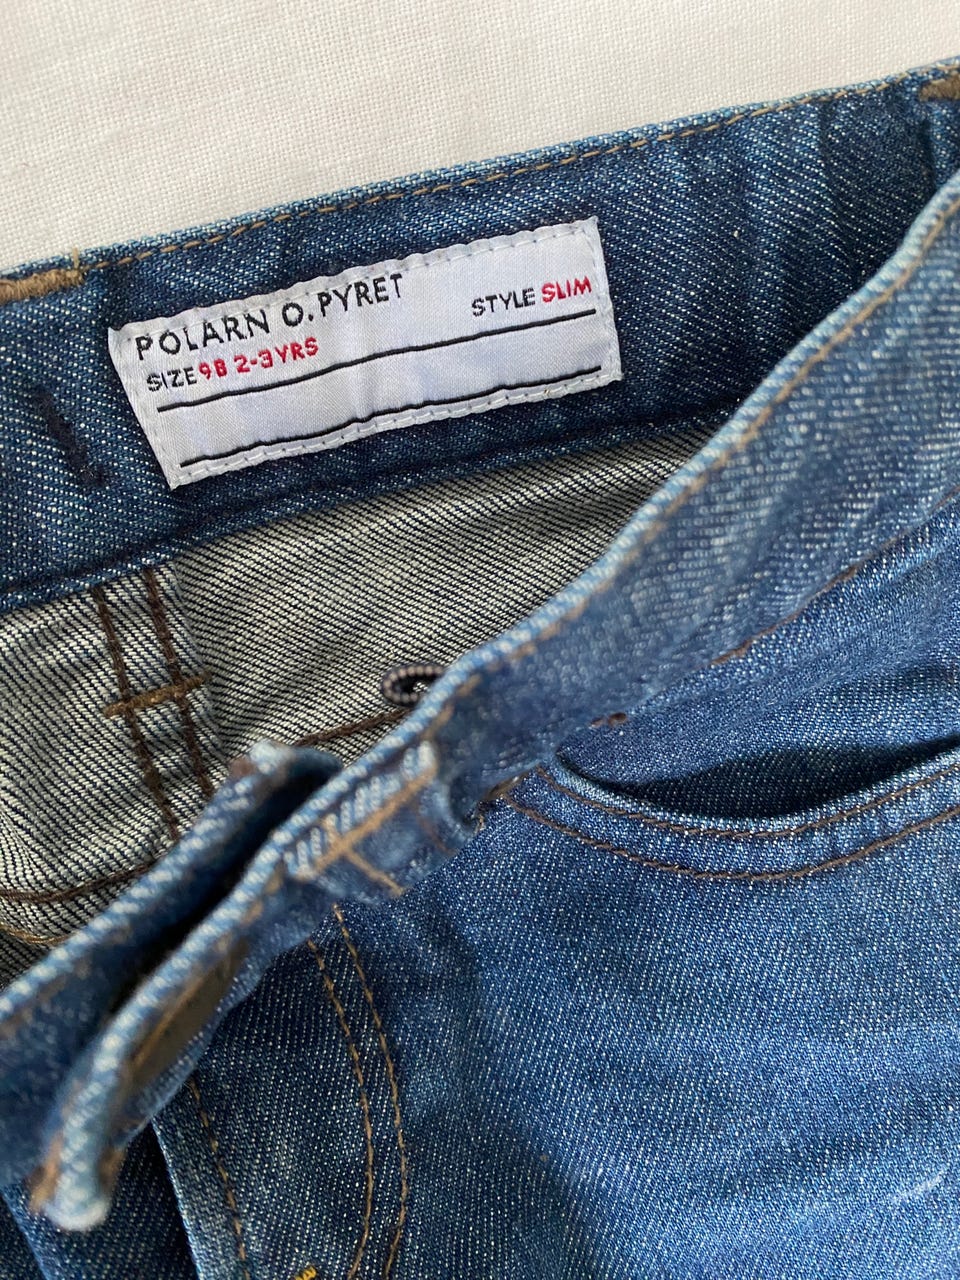 POLARN O.PYRET
STYLE SLIM
SIZE 98 2-3YRS